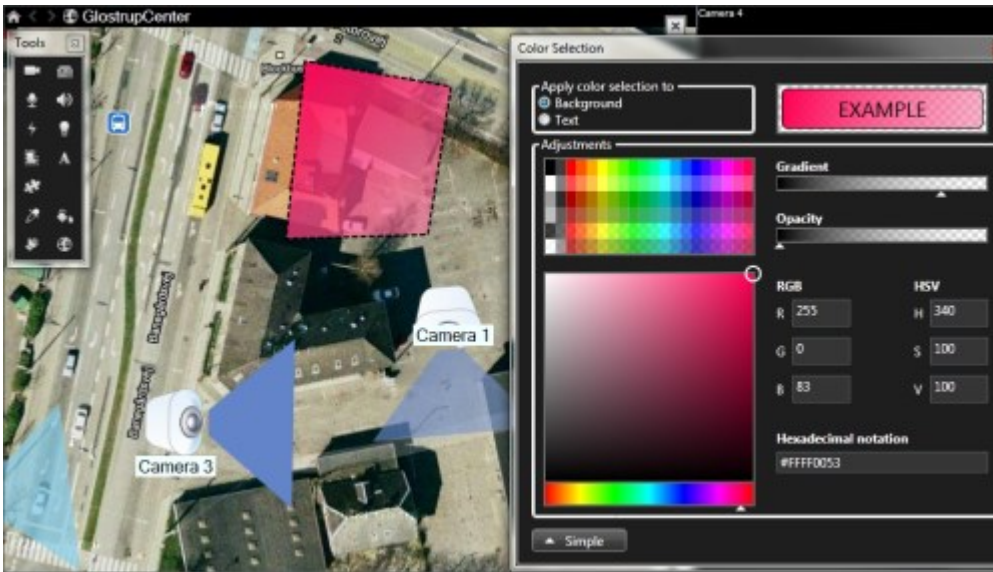 GlostrupCenter
Camera 4
Tools
A
Camera 1
Camera 3
Color Selection
Apply color selection to
Background
Text
EXAMPLE
Adjustments
Gradient
Opacity
RGB
HSV
R 255
H 340
G 0
S 100
B 83
V 100
Hexadecimal notation
#FFFF0053
Simple